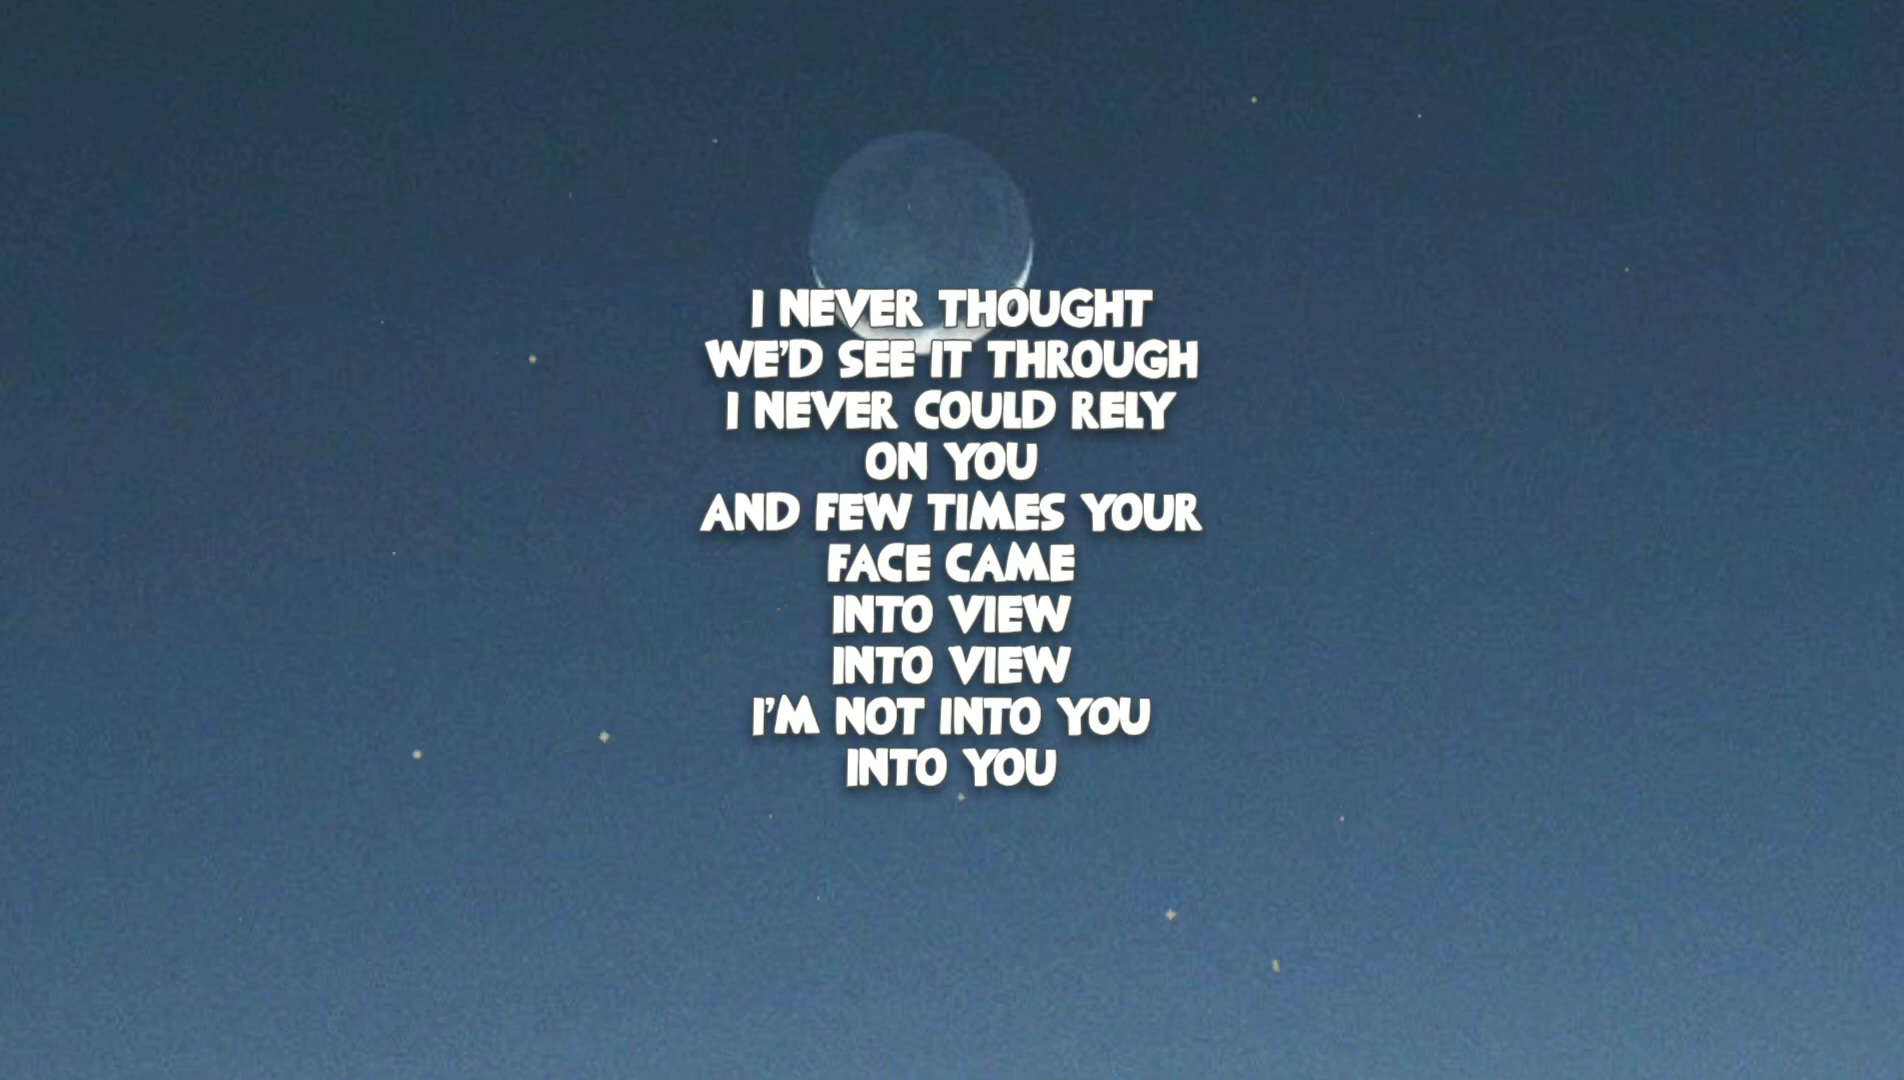 I NEVER THOUGHT
WE'D SEE IT THROUGH
I NEVER COULD RELY
ON YOU
AND FEW TIMES YOUR
FACE CAME
INTO VIEW
INTO VIEW
I'M NOT INTO YOU
INTO YOU